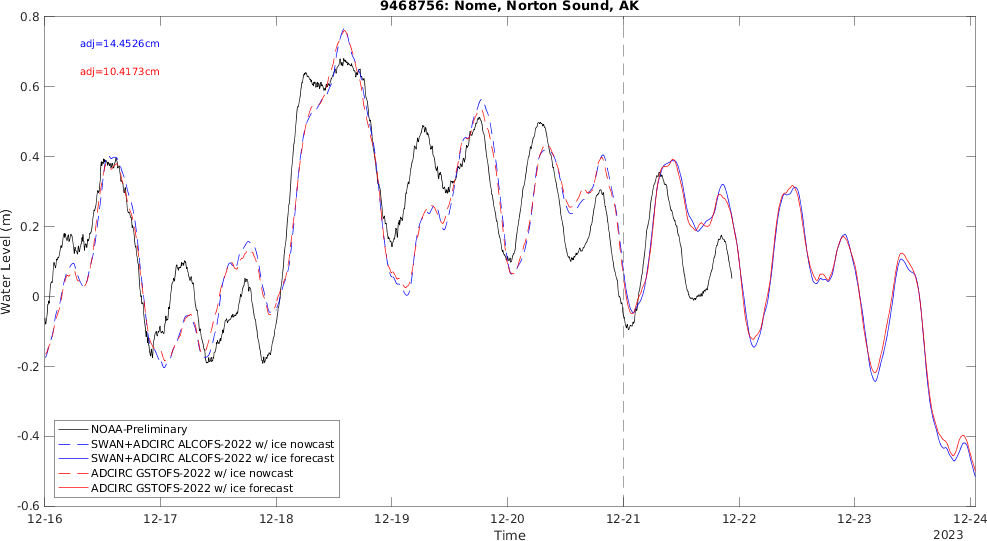 9468756: Nome, Norton Sound, AK
adj=14.4526cm
adj=10.4173cm
Water Level (m)
0.8
0.6
0.4
0.2
0
-0.2
-0.4
-0.6
NOAA-Preliminary
SWAN+ADCIRC ALCOFS-2022 w/ ice nowcast
SWAN+ADCIRC ALCOFS-2022 w/ ice forecast
ADCIRC GSTOFS-2022 w/ ice nowcast
ADCIRC GSTOFS-2022 w/ ice forecast
12-16 12-17 12-18 12-19 12-20 12-21 12-22 12-23 12-24
Time
2023